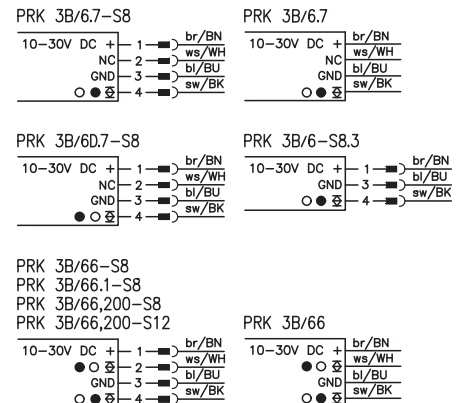 PRK 3B/6.7-S8
10-30V DC + 1 br/BN
NC 2 ws/WH
GND 3 bl/BU
4 sw/BK
PRK 3B/6.7
10-30V DC + br/BN
NC ws/WH
GND bl/BU
sw/BK
PRK 3B/6D.7-S8
10-30V DC + 1 br/BN
NC 2 ws/WH
GND 3 bl/BU
4 sw/BK
PRK 3B/6-S8.3
10-30V DC + 1 br/BN
GND 3 bl/BU
4 sw/BK
PRK 3B/66-S8
PRK 3B/66.1-S8
PRK 3B/66,200-S8
PRK 3B/66,200-S12
10-30V DC + 1 br/BN
2 ws/WH
GND 3 bl/BU
4 sw/BK
PRK 3B/66
10-30V DC + br/BN
ws/WH
GND bl/BU
sw/BK